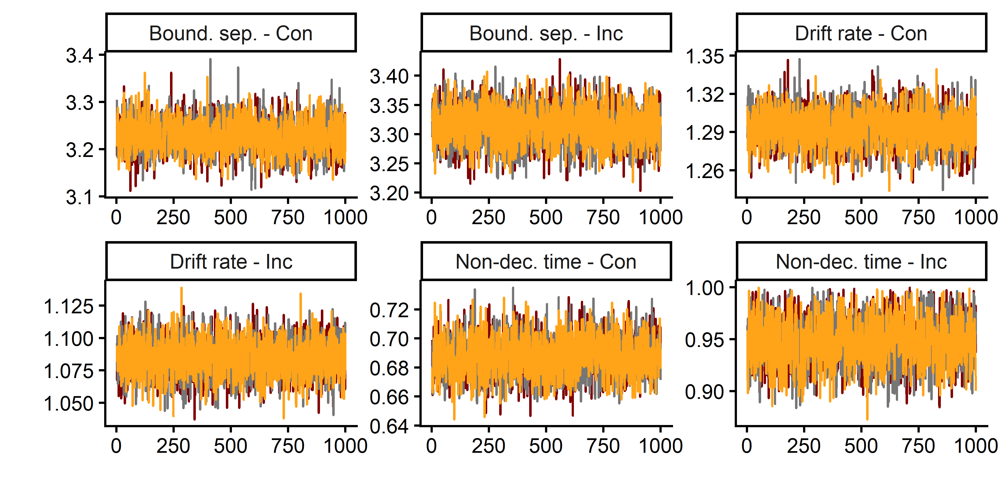 Bound. sep. - Con
Bound. sep. - Inc
Drift rate - Con
3.4
3.3
3.2
3.1
3.40
3.35
3.30
3.25
3.20
1.35
1.32
1.29
1.26
0 250 500 750 1000
0 250 500 750 1000
0 250 500 750 1000
Drift rate - Inc
Non-dec. time - Con
Non-dec. time - Inc
1.125
1.100
1.075
1.050
0.72
0.70
0.68
0.66
0.64
1.00
0.95
0.90
0 250 500 750 1000
0 250 500 750 1000
0 250 500 750 1000